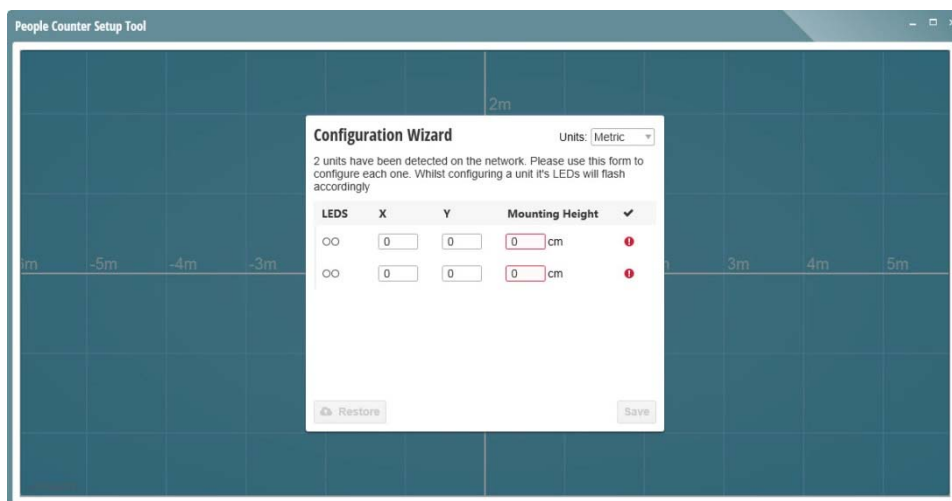 People Counter Setup Tool
2m
Configuration Wizard
Units: Metric
2 units have been detected on the network. Please use this form to
configure each one. Whilst configuring a unit it's LEDs will flash
accordingly
LEDS X Y Mounting Height
0 0 0 cm
-5m -4m -3m 3m 4m 5m
0 0 0 cm
Restore Save